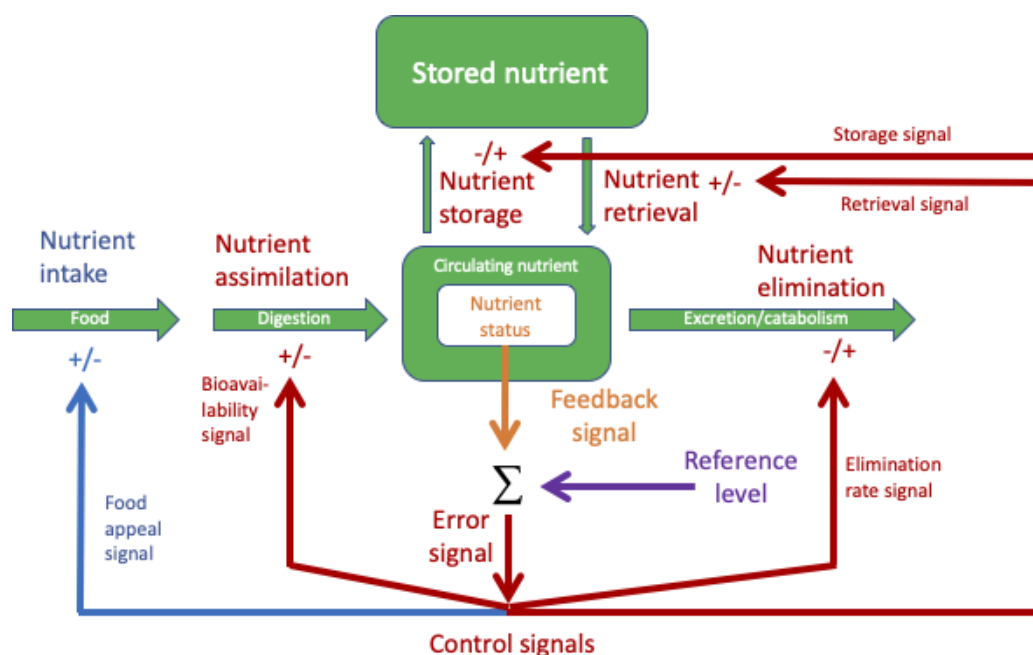 Stored nutrient
Storage signal
-/+
Nutrient
storage
Nutrient
retrieval
+/-
Retrieval signal
Nutrient
intake
Nutrient
assimilation
Circulating nutrient
Nutrient
status
Nutrient
elimination
Food
Digestion
Excretion/catabolism
+/-
+/-
-/+
Bioavai-
lability
signal
Feedback
signal
Reference
level
Elimination
rate signal
Σ
Food
appeal
signal
Error
signal
Control signals